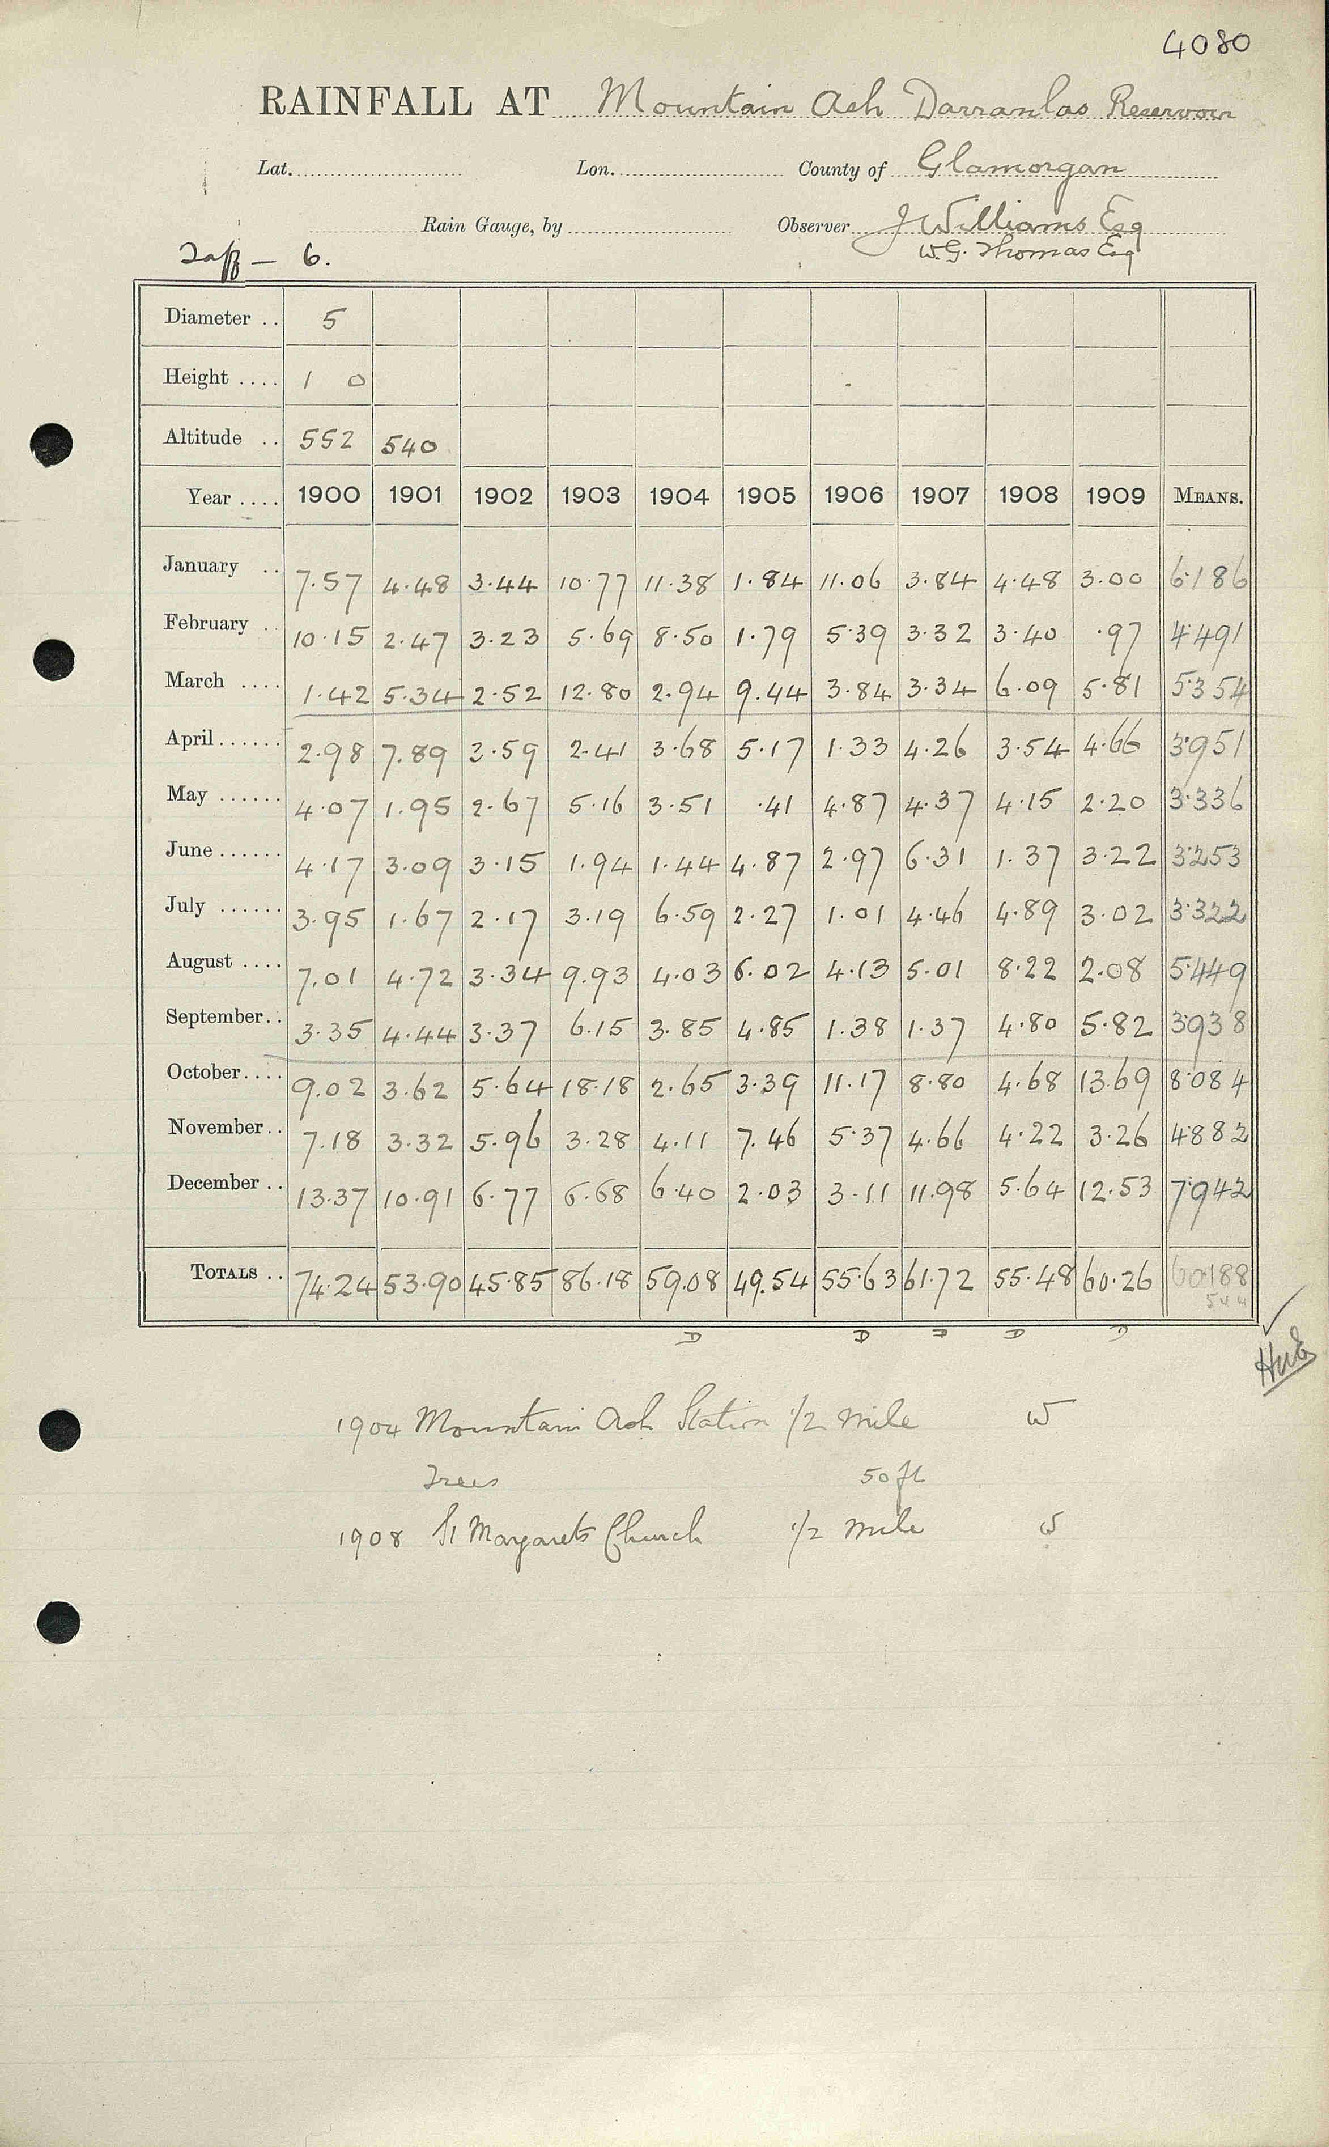 4080
RAINFALL AT Mountain Ash Darranlas Reservoir
Lat. Lon. County of Glamorgan
Rain Gauge, by Observer J Williams Esq
Taff - 6. W.G. Thomas Esq
Diameter .. 5
Height .... 1 0
Altitude .. 552 540
Year .... 1900 1901 1902 1903 1904 1905 1906 1907 1908 1909 MEANS.
January .. 7.57 4.48 3.44 10.77 11.38 1.84 11.06 3.84 4.48 3.00 6.186
February .. 10.15 2.47 3.23 5.69 8.50 1.79 5.39 3.32 3.40 .97 4.491
March .... 1.42 5.34 2.52 12.80 2.94 9.44 3.84 3.34 6.09 5.81 5.354
April...... 2.98 7.89 3.59 2.41 3.68 5.17 1.33 4.26 3.54 4.66 3.951
May ...... 4.07 1.95 2.67 5.16 3.51 .41 4.87 4.37 4.15 2.20 3.336
June...... 4.17 3.09 3.15 1.94 1.44 4.87 2.97 6.31 1.37 3.22 3.253
July ...... 3.95 1.67 2.17 3.19 6.59 2.27 1.01 4.46 4.89 3.02 3.322
August .... 7.01 4.72 3.34 9.93 4.03 6.02 4.13 5.01 8.22 2.08 5.449
September.. 3.35 4.44 3.37 6.15 3.85 4.85 1.38 1.37 4.80 5.82 3.938
October.... 9.02 3.62 5.64 18.18 2.65 3.39 11.17 8.80 4.68 13.69 8.084
November.. 7.18 3.32 5.96 3.28 4.11 7.46 5.37 4.66 4.22 3.26 4.882
December .. 13.37 10.91 6.77 6.68 6.40 2.03 3.11 11.98 5.64 12.53 7.942
TOTALS .. 74.24 53.90 45.85 86.18 59.08 49.54 55.63 61.72 55.48 60.26 60.188
D D D D D
1904 Mountain Ash Station 1/2 mile W
Trees 50 ft
1908 St Margarets Church 1/2 mile S